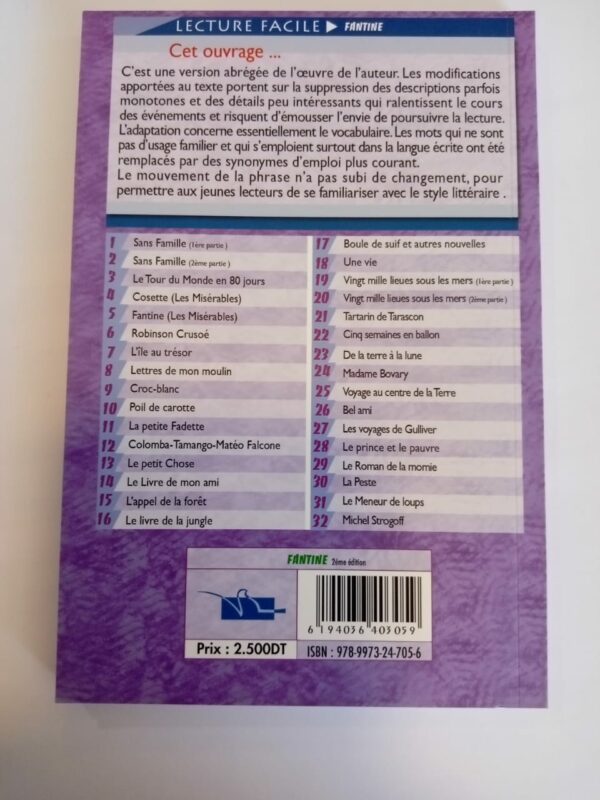 LECTURE FACILE ▶ FANTINE
Cet ouvrage ...
C'est une version abrégée de l'œuvre de l'auteur. Les modifications
apportées au texte portent sur la suppression des descriptions parfois
monotones et des détails peu intéressants qui ralentissent le cours
des événements et risquent d'émousser l'envie de poursuivre la lecture.
L'adaptation concerne essentiellement le vocabulaire. Les mots qui ne sont
pas d'usage familier et qui s'emploient surtout dans la langue écrite ont été
remplacés par des synonymes d'emploi plus courant.
Le mouvement de la phrase n'a pas subi de changement, pour
permettre aux jeunes lecteurs de se familiariser avec le style littéraire .
1 Sans Famille (1ère partie )
2 Sans Famille (2ème partie )
3 Le Tour du Monde en 80 jours
4 Cosette (Les Misérables)
5 Fantine (Les Misérables)
6 Robinson Crusoé
7 L'île au trésor
8 Lettres de mon moulin
9 Croc-blanc
10 Poil de carotte
11 La petite Fadette
12 Colomba-Tamango-Matéo Falcone
13 Le petit Chose
14 Le Livre de mon ami
15 L'appel de la forêt
16 Le livre de la jungle
17 Boule de suif et autres nouvelles
18 Une vie
19 Vingt mille lieues sous les mers (1ère partie )
20 Vingt mille lieues sous les mers (2ème partie )
21 Tartarin de Tarascon
22 Cinq semaines en ballon
23 De la terre à la lune
24 Madame Bovary
25 Voyage au centre de la Terre
26 Bel ami
27 Les voyages de Gulliver
28 Le prince et le pauvre
29 Le Roman de la momie
30 La Peste
31 Le Meneur de loups
32 Michel Strogoff
FANTINE 2ème édition
6 194036 403059
Prix : 2.500DT
ISBN : 978-9973-24-705-6